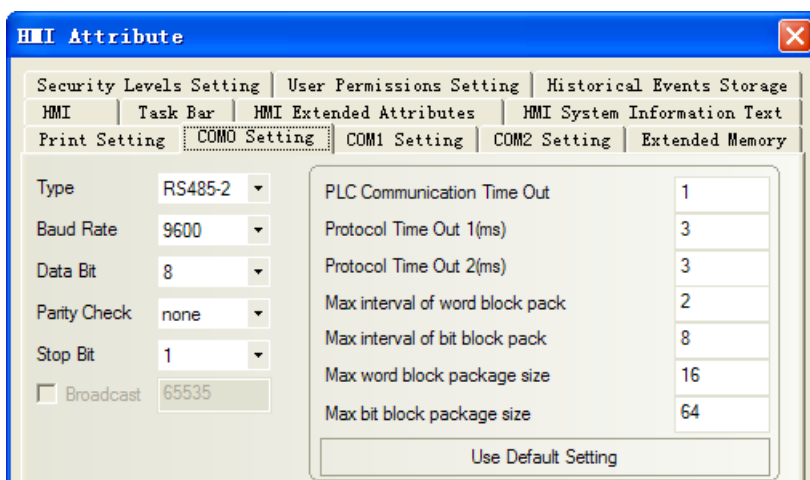 HMI Attribute
Security Levels Setting User Permissions Setting Historical Events Storage
HMI Task Bar HMI Extended Attributes HMI System Information Text
Print Setting COM0 Setting COM1 Setting COM2 Setting Extended Memory
Type RS485-2
Baud Rate 9600
Data Bit 8
Parity Check none
Stop Bit 1
Broadcast 65535
PLC Communication Time Out 1
Protocol Time Out 1(ms) 3
Protocol Time Out 2(ms) 3
Max interval of word block pack 2
Max interval of bit block pack 8
Max word block package size 16
Max bit block package size 64
Use Default Setting